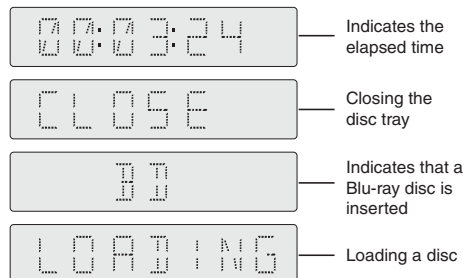 00:03:24
Indicates the
elapsed time
CLOSE
Closing the
disc tray
BD
Indicates that a
Blu-ray disc is
inserted
LOADING
Loading a disc